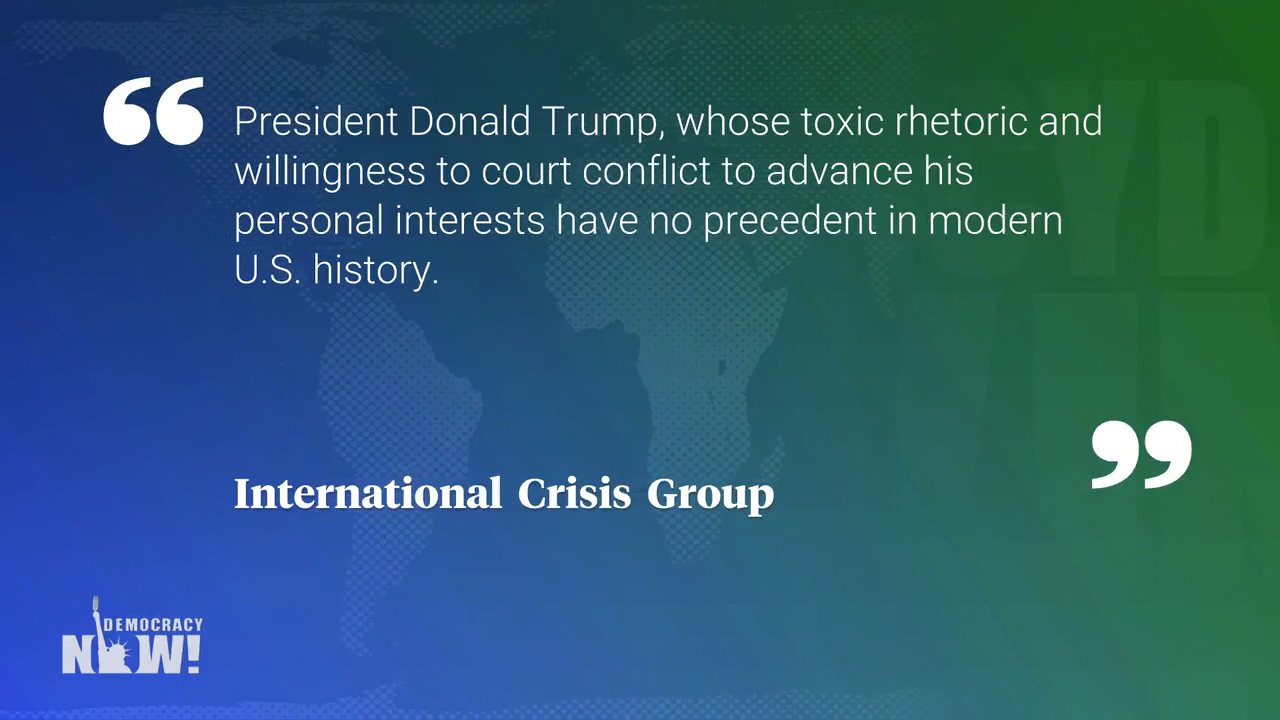 “President Donald Trump, whose toxic rhetoric and
willingness to court conflict to advance his
personal interests have no precedent in modern
U.S. history.
”
International Crisis Group
DEMOCRACY
NOW!